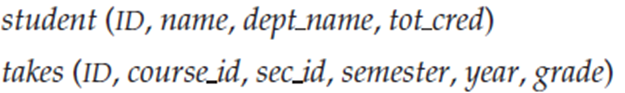 student (ID, name, dept_name, tot_cred)
takes (ID, course_id, sec_id, semester, year, grade)